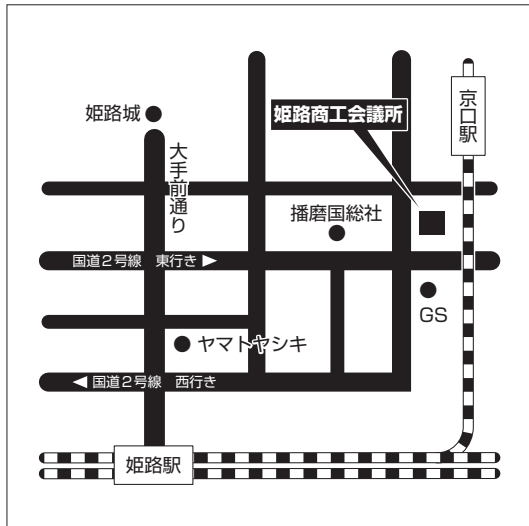 京口駅
姫路城
姫路商工会議所
大手前通り
播磨国総社
国道2号線 東行き ▶
GS
ヤマトヤシキ
◀ 国道2号線 西行き
姫路駅